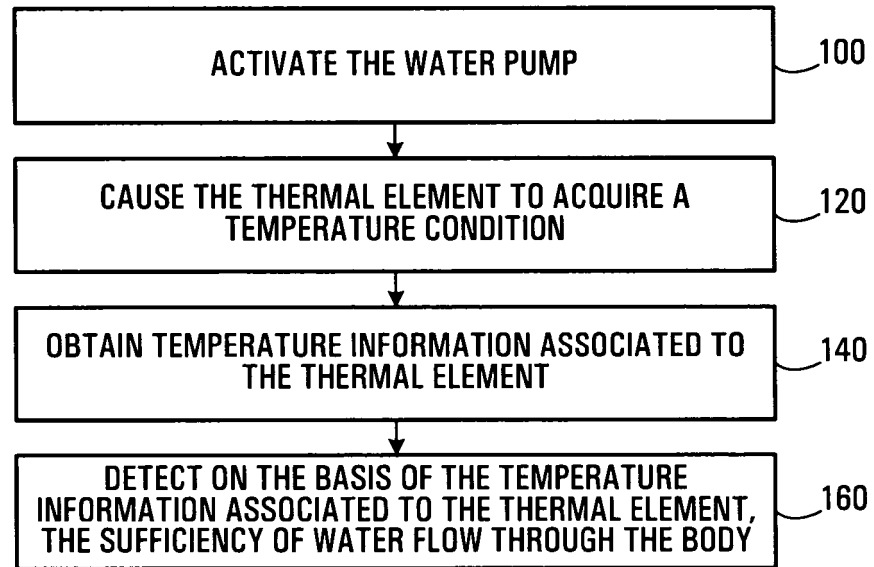 ACTIVATE THE WATER PUMP
100
CAUSE THE THERMAL ELEMENT TO ACQUIRE A
TEMPERATURE CONDITION
120
OBTAIN TEMPERATURE INFORMATION ASSOCIATED TO
THE THERMAL ELEMENT
140
DETECT ON THE BASIS OF THE TEMPERATURE
INFORMATION ASSOCIATED TO THE THERMAL ELEMENT,
THE SUFFICIENCY OF WATER FLOW THROUGH THE BODY
160